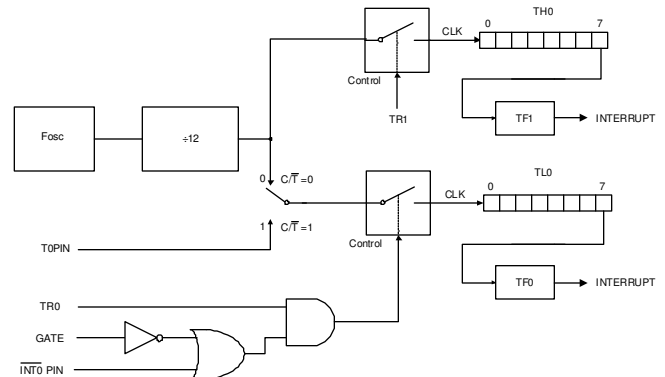 TH0
0 7
CLK
Control
TR1
TF1 INTERRUPT
Fosc
÷12
0 C/T̅=0
1 C/T̅=1
T0PIN
TL0
0 7
CLK
Control
TF0 INTERRUPT
TR0
GATE
I̅N̅T̅0̅ PIN